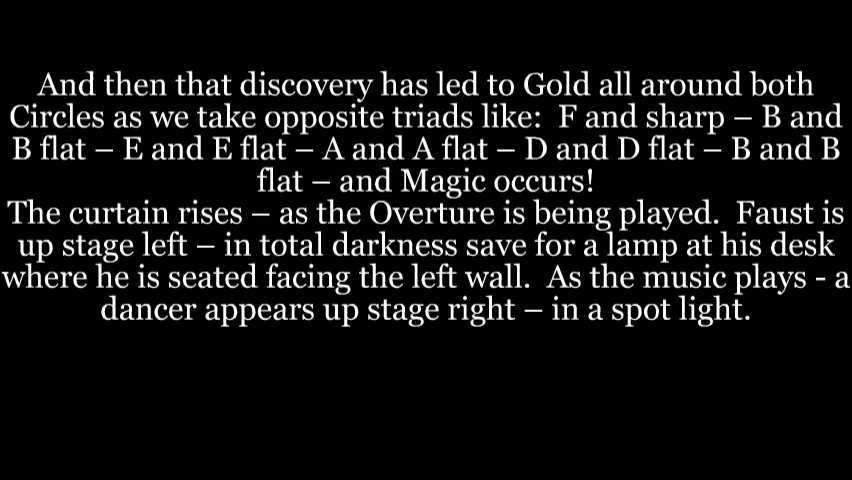 And then that discovery has led to Gold all around both
Circles as we take opposite triads like:  F and sharp – B and
B flat – E and E flat – A and A flat – D and D flat – B and B
flat – and Magic occurs!
The curtain rises – as the Overture is being played.  Faust is
up stage left – in total darkness save for a lamp at his desk
where he is seated facing the left wall.  As the music plays - a
dancer appears up stage right – in a spot light.